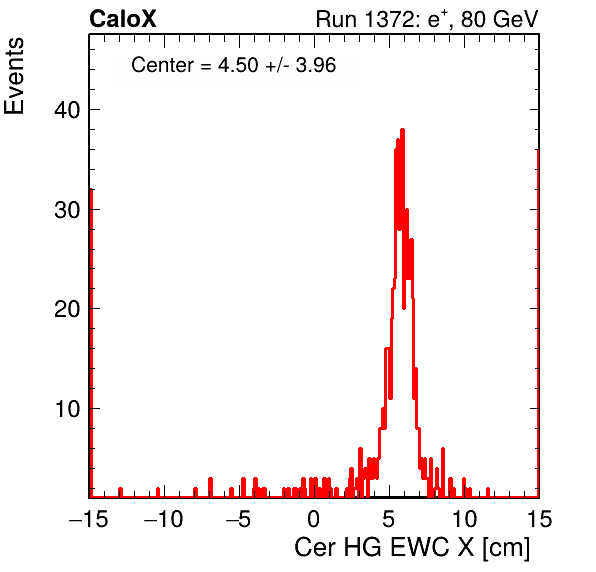 CaloX Run 1372: e⁺, 80 GeV
Center = 4.50 +/- 3.96
Events
40
30
20
10
−15 −10 −5 0 5 10 15
Cer HG EWC X [cm]